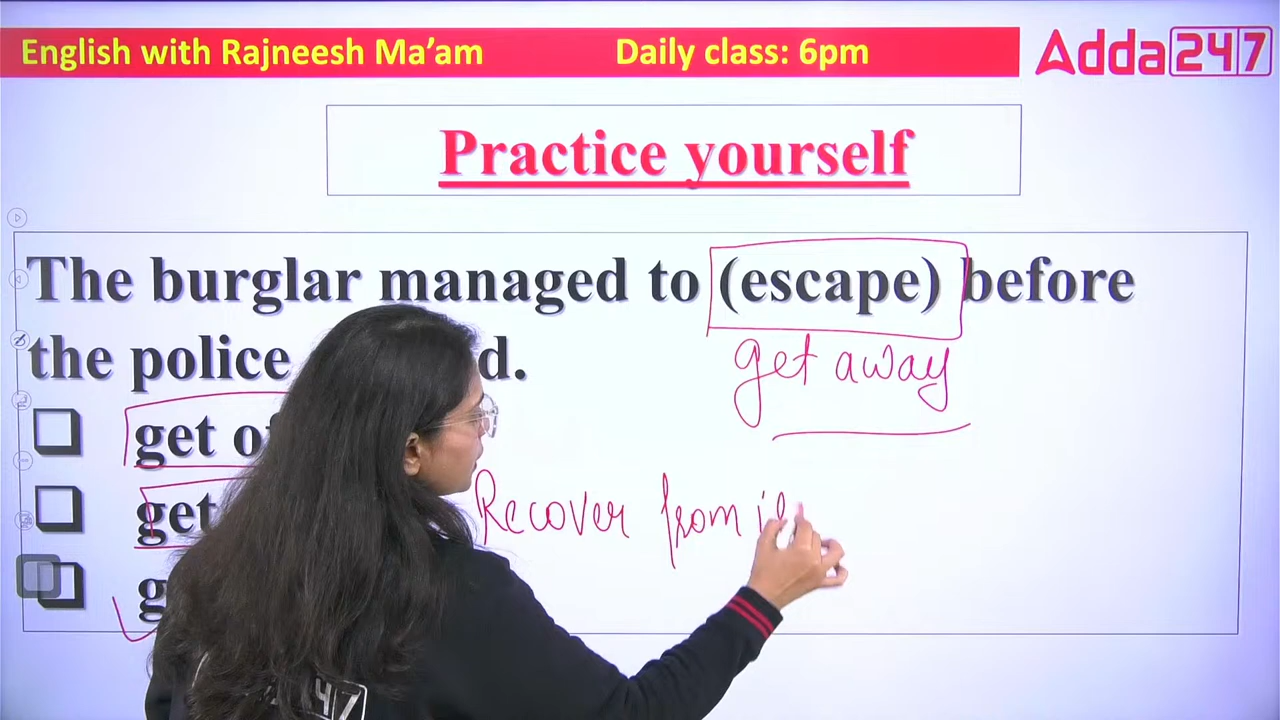 English with Rajneesh Ma'am Daily class: 6pm Adda247
Practice yourself
The burglar managed to (escape) before
the police
get away
get
get Recover from
247